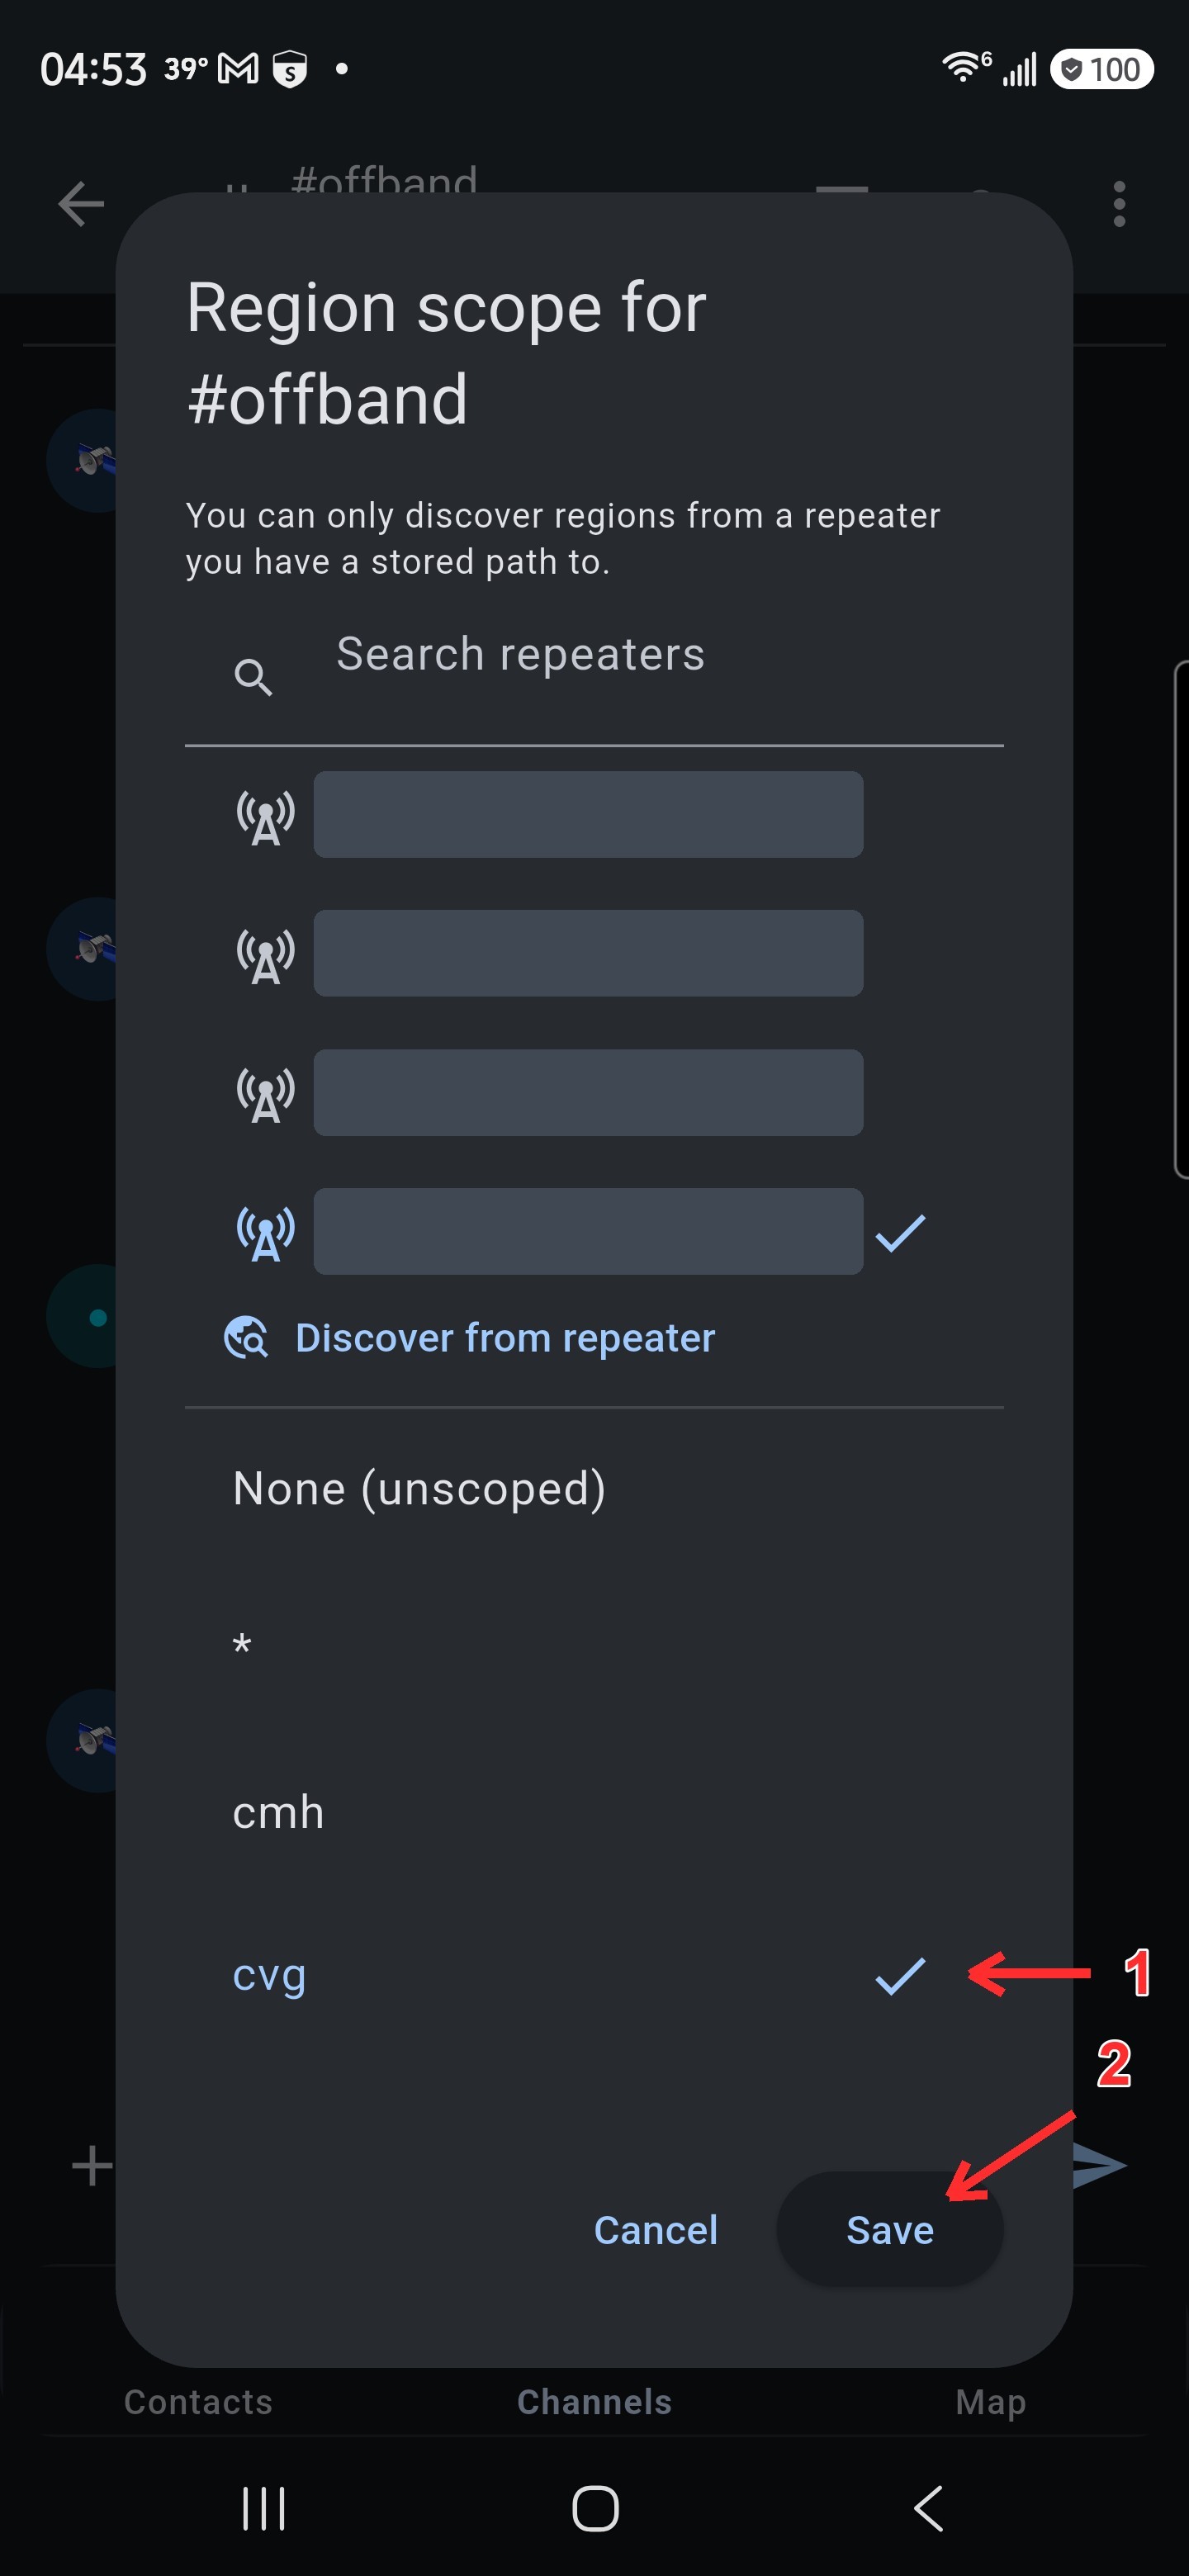 04:53 39° S 6 100
#offband
Region scope for
#offband
You can only discover regions from a repeater
you have a stored path to.
Search repeaters
Discover from repeater
None (unscoped)
*
cmh
cvg
1
2
Cancel
Save
Contacts
Channels
Map